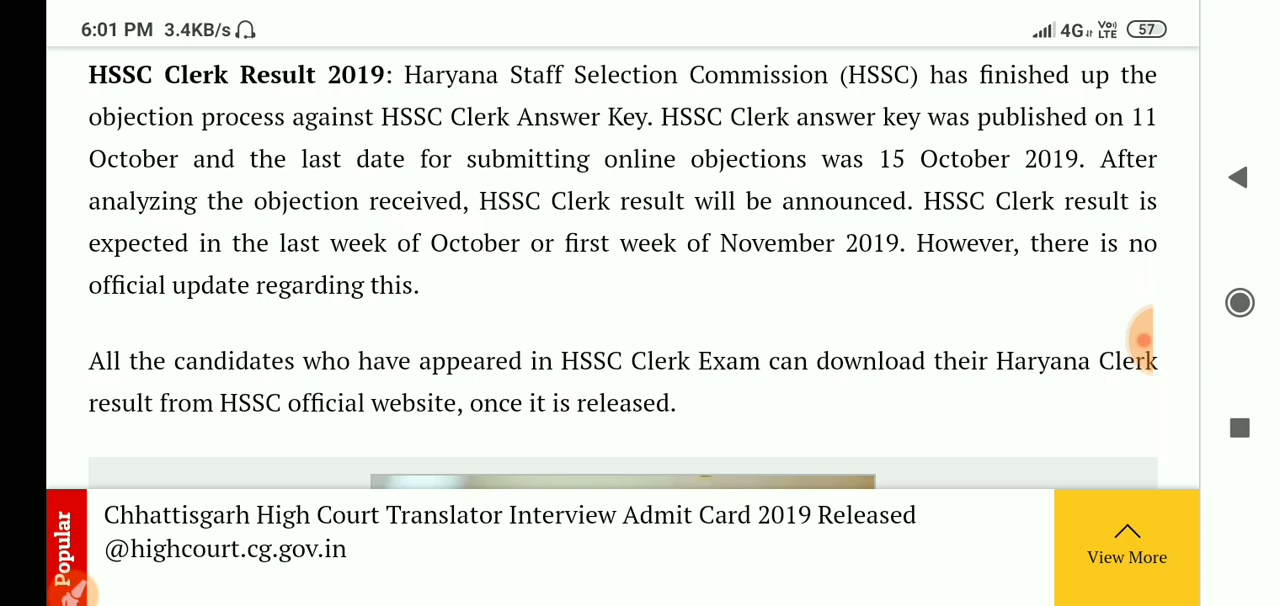 6:01 PM 3.4KB/s
4G Vo) LTE 57
HSSC Clerk Result 2019: Haryana Staff Selection Commission (HSSC) has finished up the
objection process against HSSC Clerk Answer Key. HSSC Clerk answer key was published on 11
October and the last date for submitting online objections was 15 October 2019. After
analyzing the objection received, HSSC Clerk result will be announced. HSSC Clerk result is
expected in the last week of October or first week of November 2019. However, there is no
official update regarding this.
All the candidates who have appeared in HSSC Clerk Exam can download their Haryana Clerk
result from HSSC official website, once it is released.
Popular
Chhattisgarh High Court Translator Interview Admit Card 2019 Released
@highcourt.cg.gov.in
View More